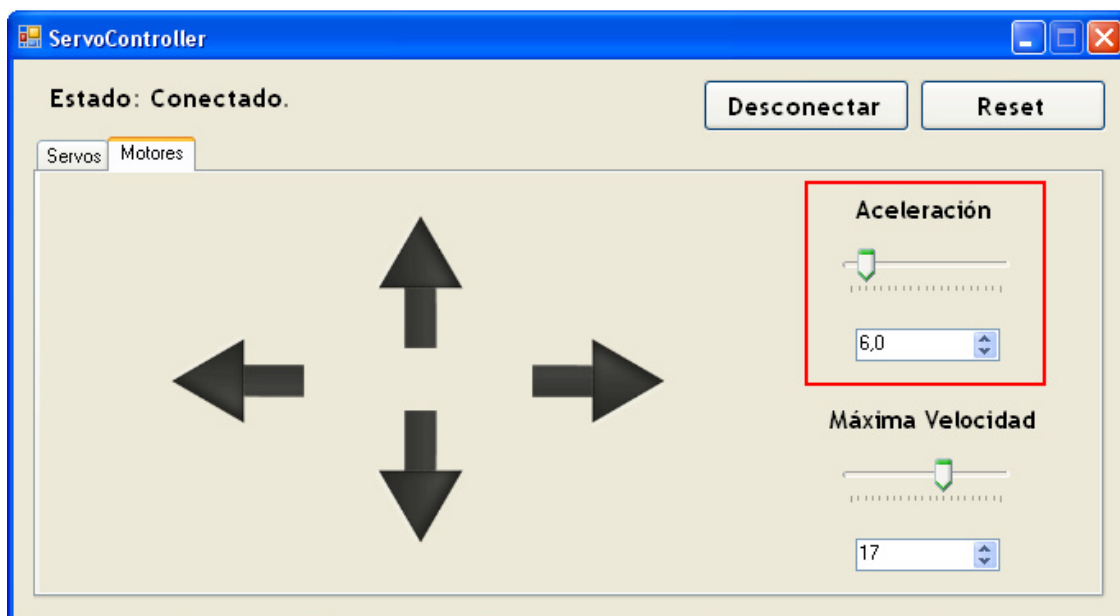 ServoController
Estado: Conectado.
Desconectar
Reset
Servos
Motores
Aceleración
6,0
Máxima Velocidad
17